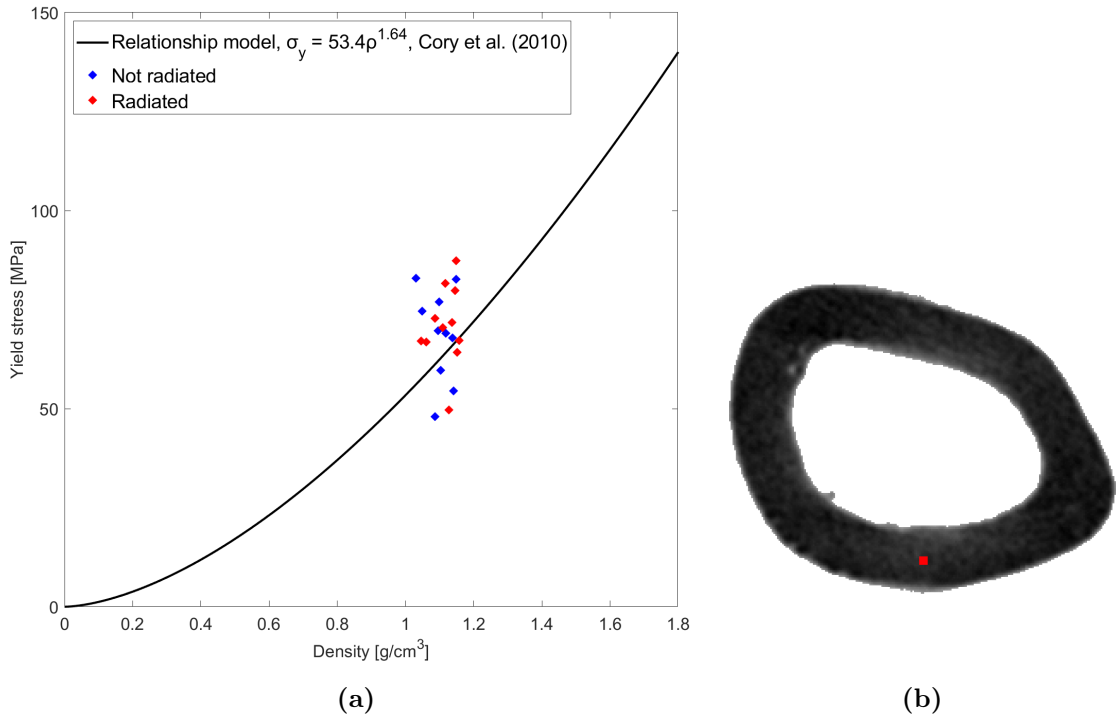 150
100
50
0
Yield stress [MPa]
Relationship model, σy = 53.4ρ^1.64, Cory et al. (2010)
Not radiated
Radiated
0 0.2 0.4 0.6 0.8 1 1.2 1.4 1.6 1.8
Density [g/cm³]
(a) (b)